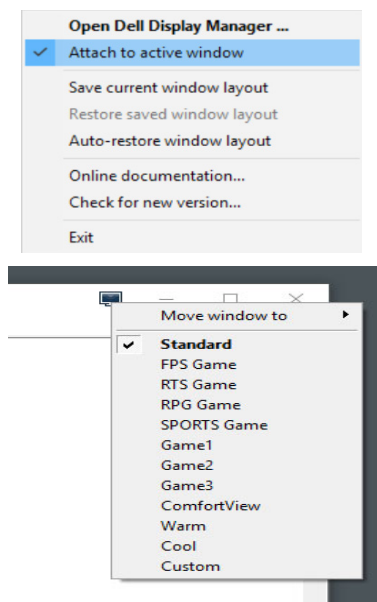 Open Dell Display Manager ...
Attach to active window
Save current window layout
Restore saved window layout
Auto-restore window layout
Online documentation...
Check for new version...
Exit
Move window to
Standard
FPS Game
RTS Game
RPG Game
SPORTS Game
Game1
Game2
Game3
ComfortView
Warm
Cool
Custom